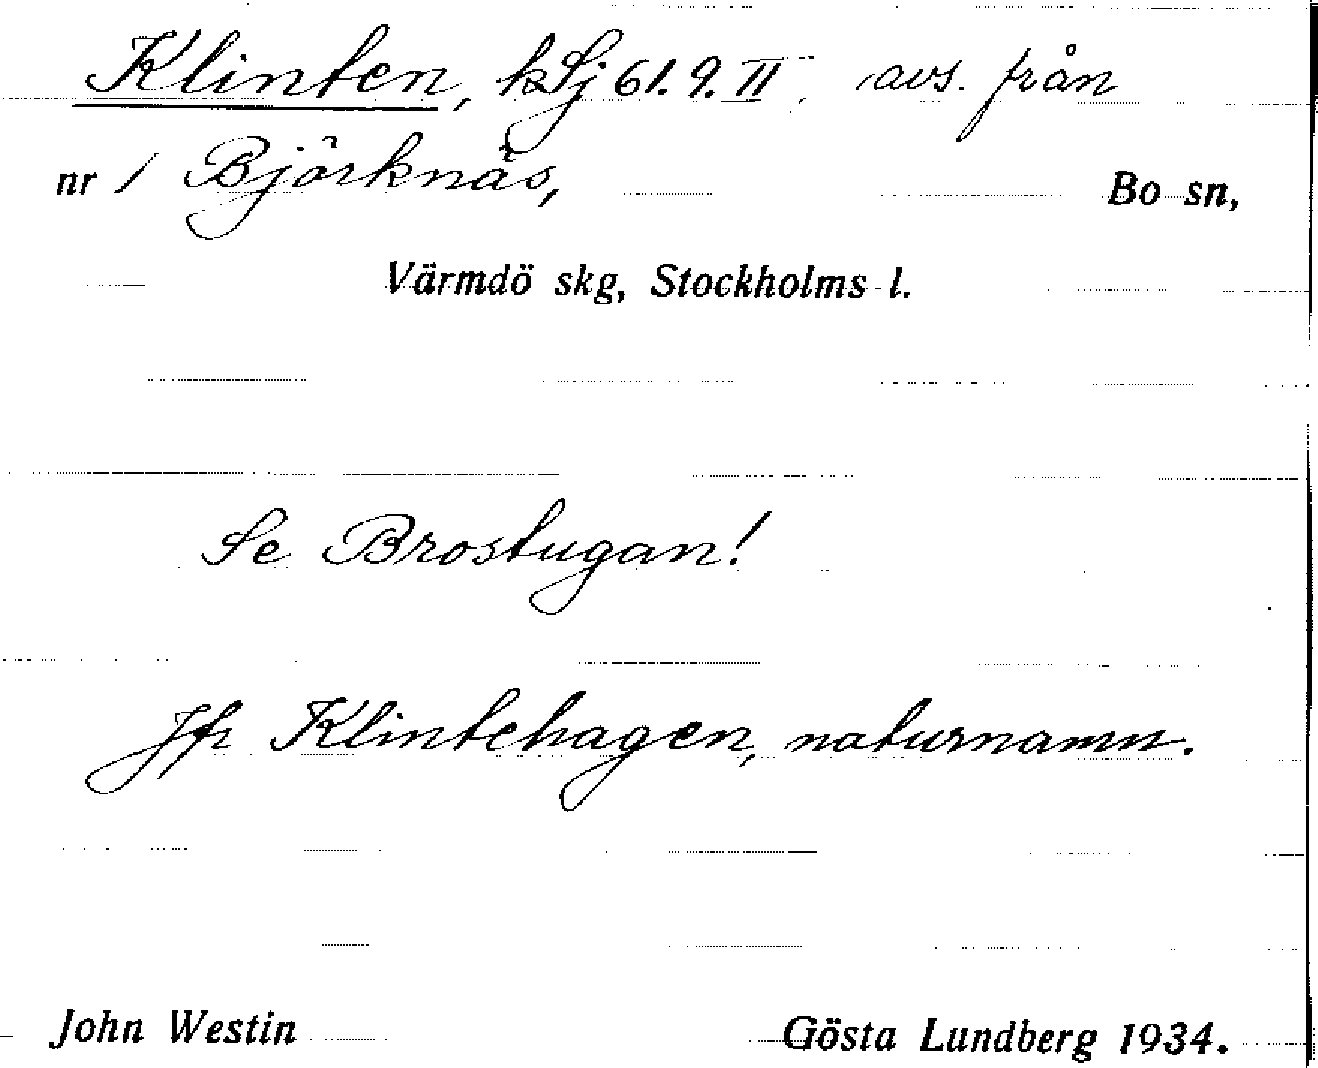 Klinten, kSj 61.9.II, avs. från
nr 1 Björknäs, Bo sn,
Värmdö skg, Stockholms l.
Se Brostugan!
Jfr Klintehagen, naturnamn.
John Westin Gösta Lundberg 1934.